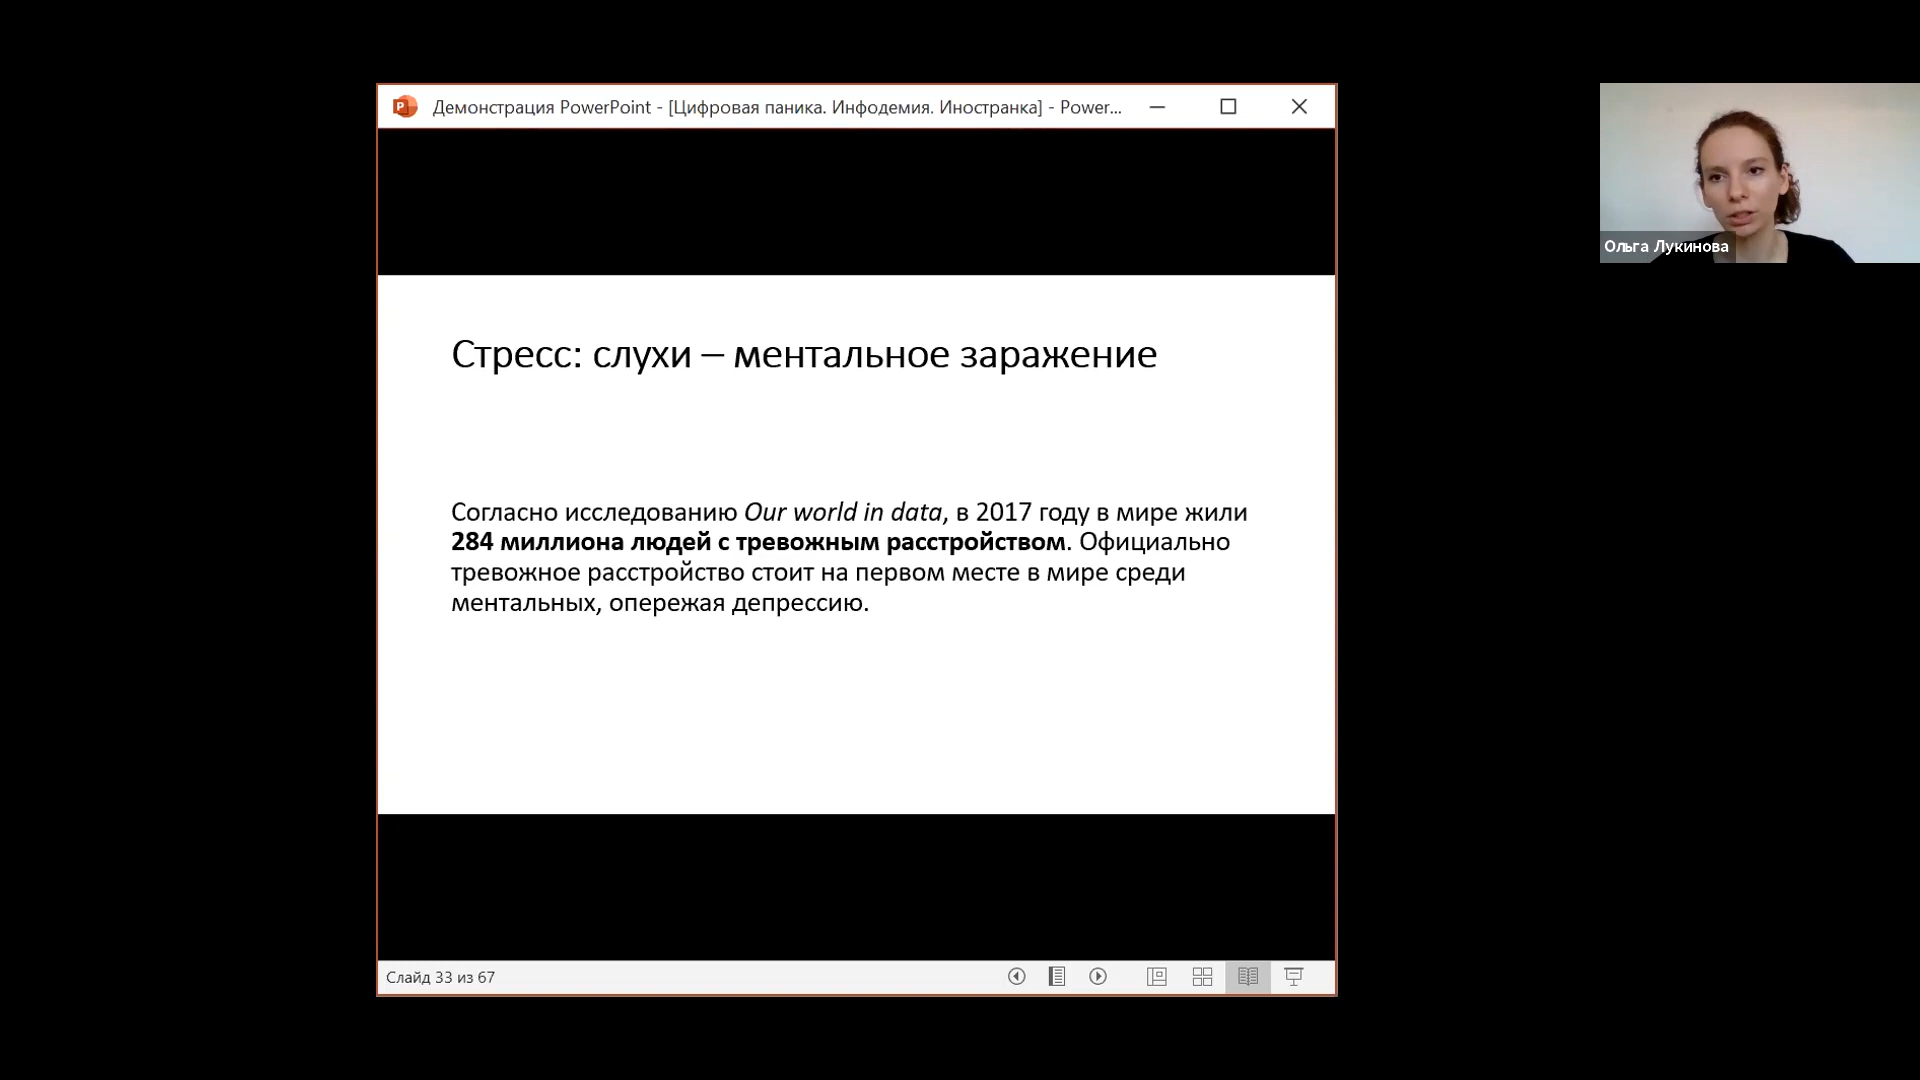 Демонстрация PowerPoint - [Цифровая паника. Инфодемия. Иностранка] - Power...
Ольга Лукинова
Стресс: слухи – ментальное заражение
Согласно исследованию Our world in data, в 2017 году в мире жили
284 миллиона людей с тревожным расстройством. Официально
тревожное расстройство стоит на первом месте в мире среди
ментальных, опережая депрессию.
Слайд 33 из 67